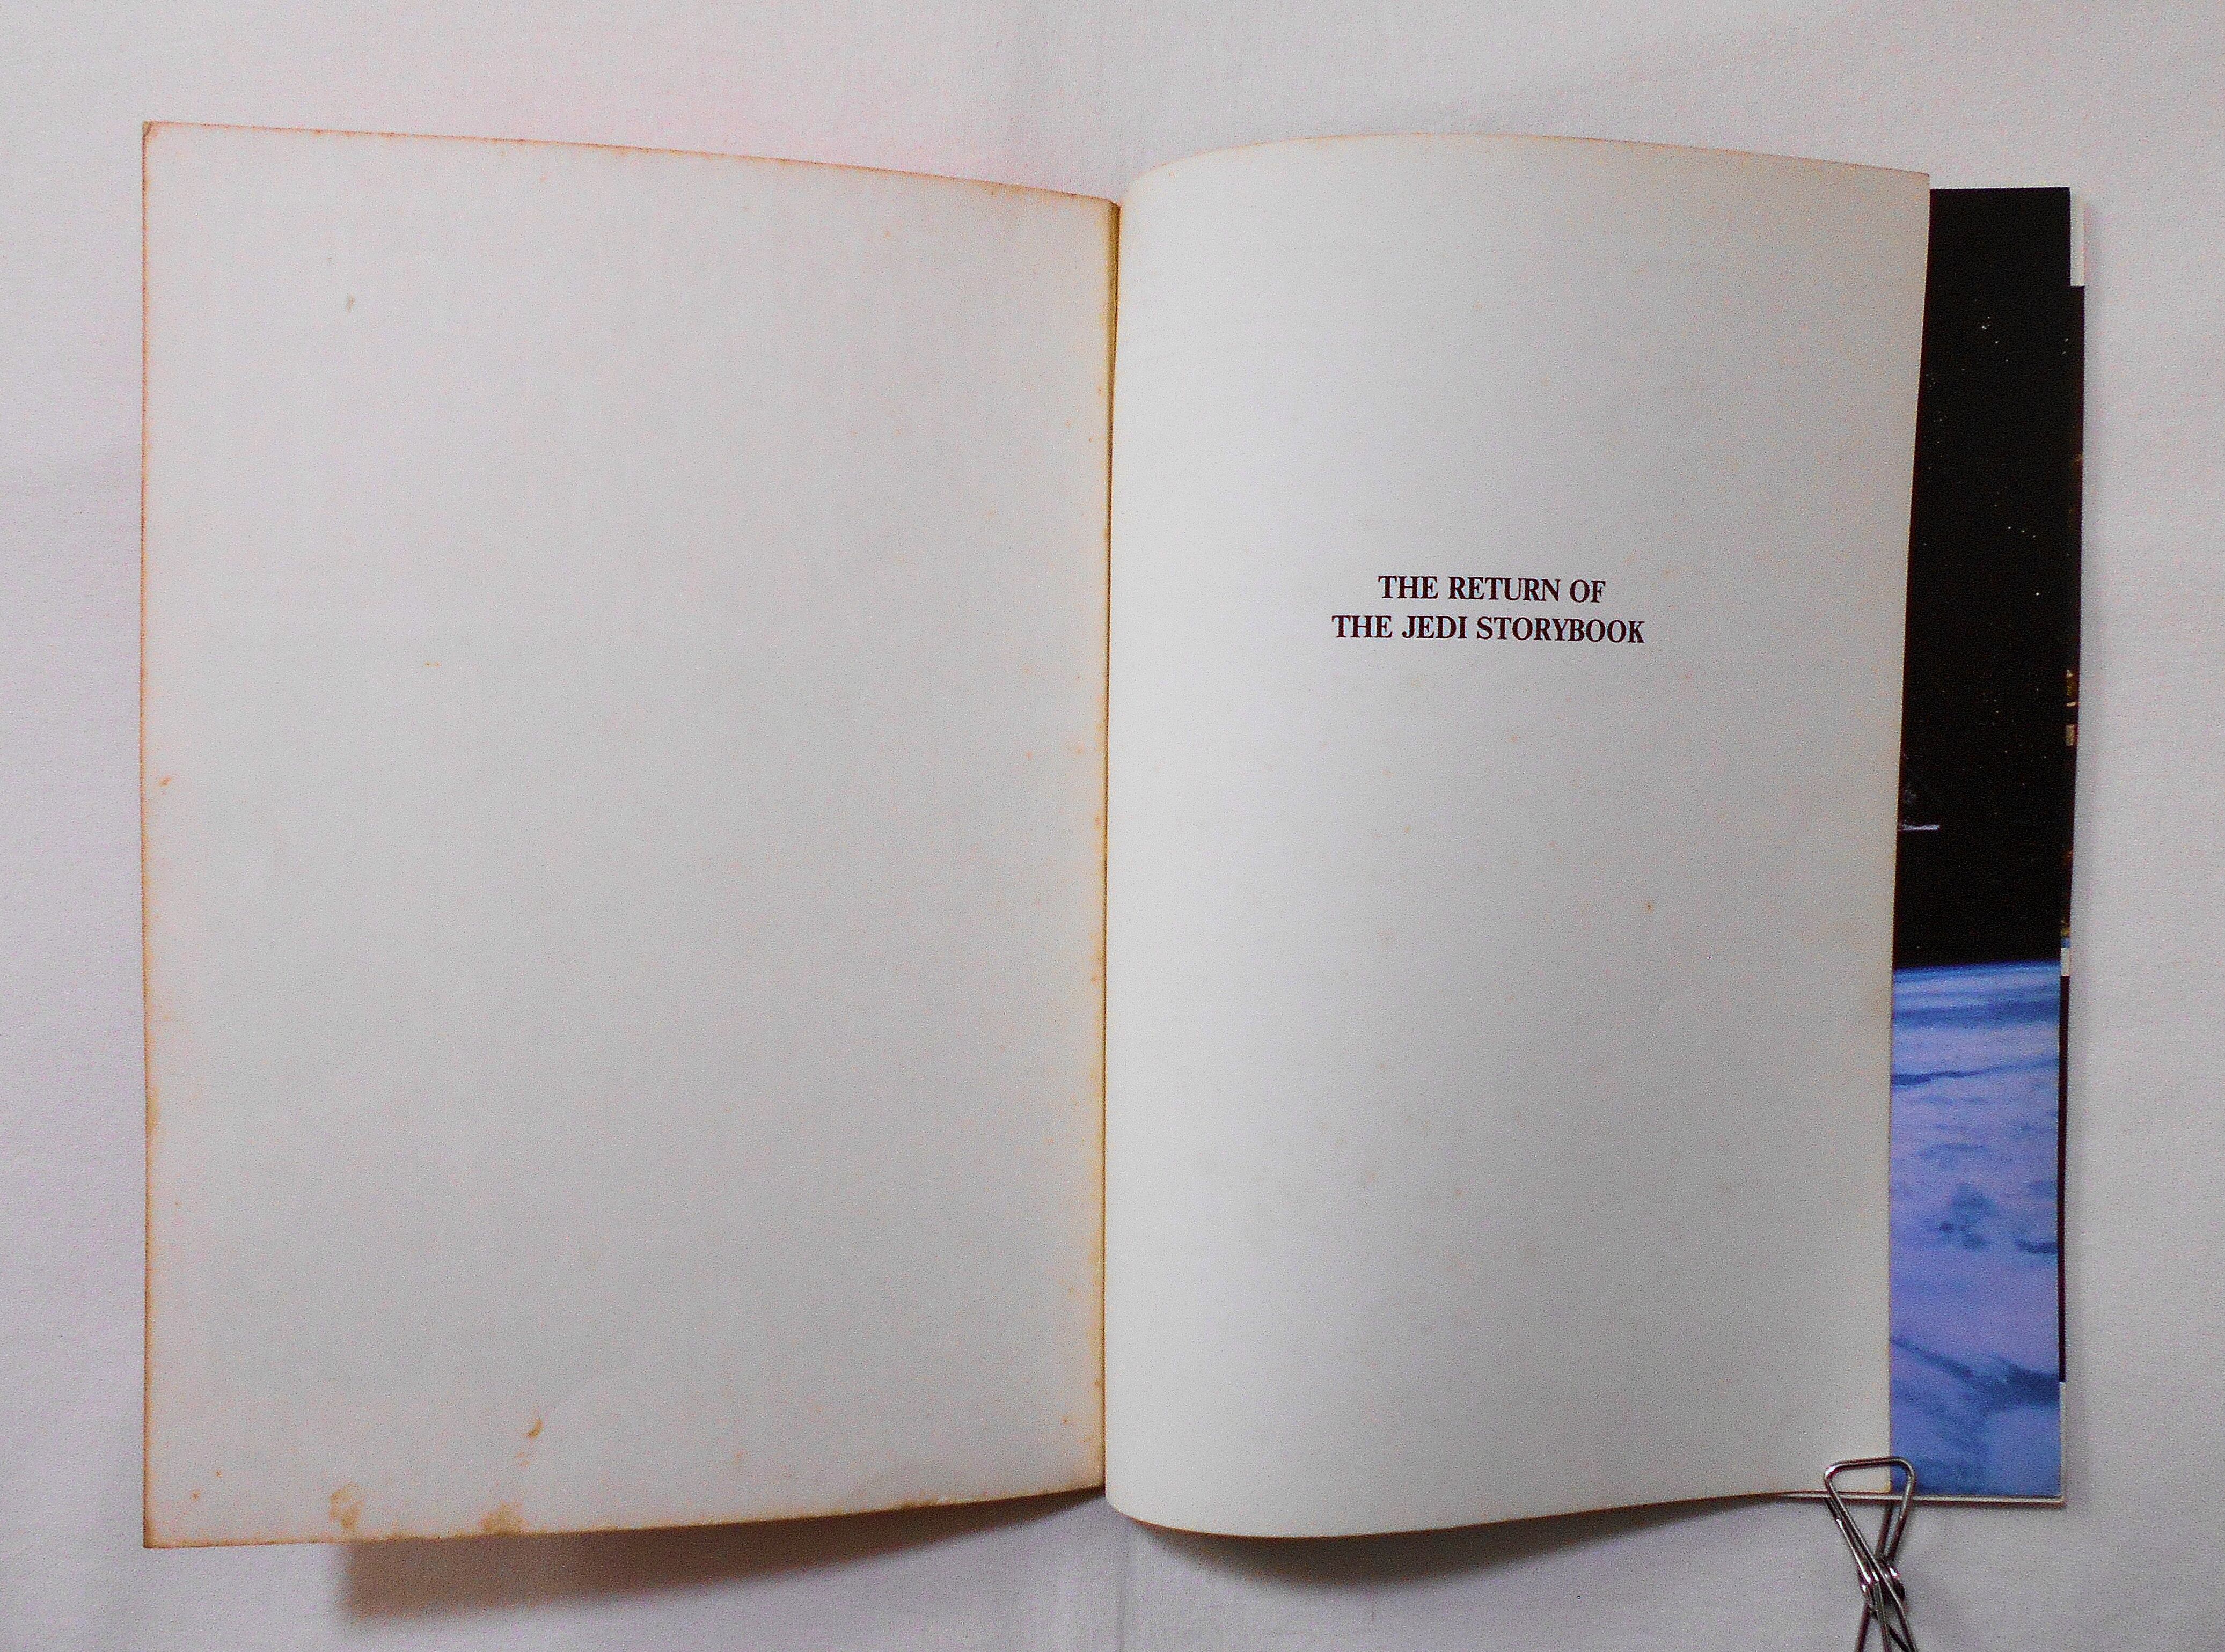 THE RETURN OF
THE JEDI STORYBOOK